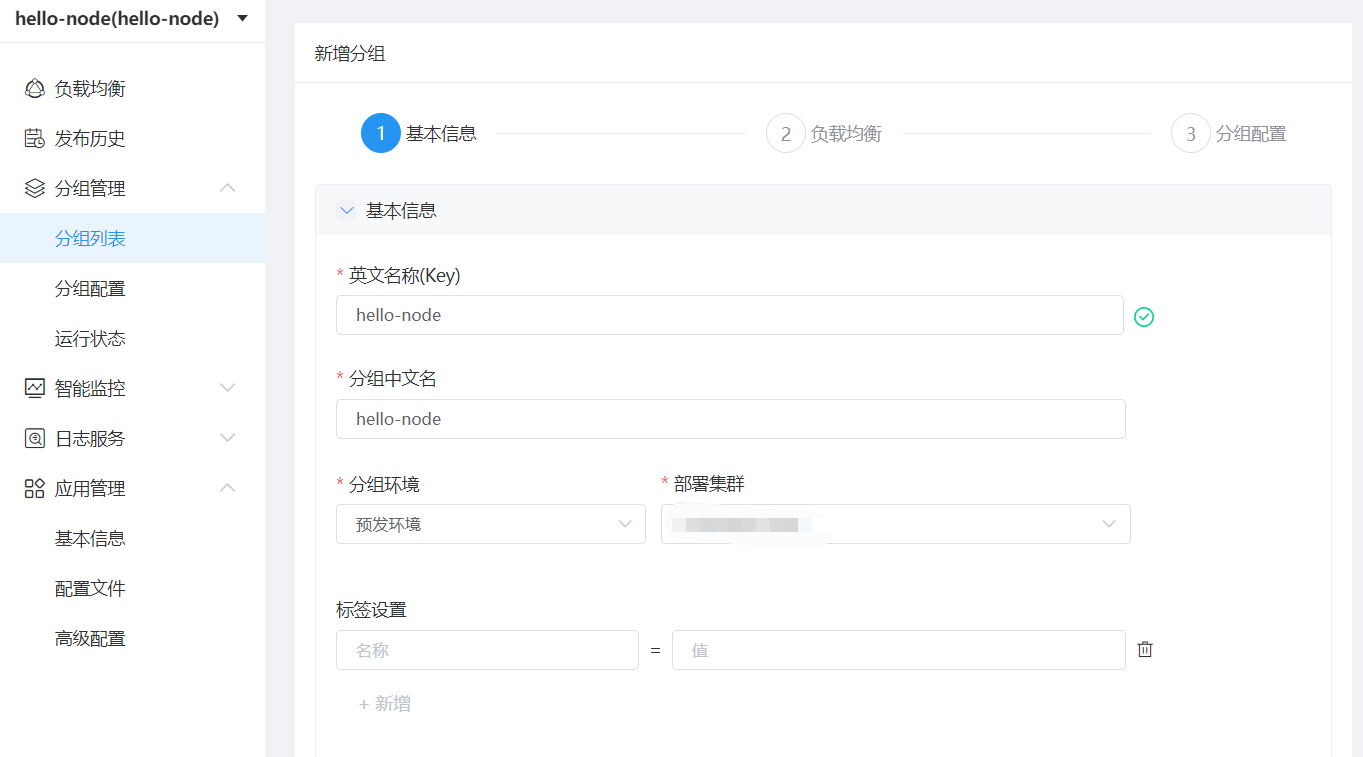 hello-node(hello-node)
负载均衡
发布历史
分组管理
分组列表
分组配置
运行状态
智能监控
日志服务
应用管理
基本信息
配置文件
高级配置
新增分组
1 基本信息
2 负载均衡
3 分组配置
基本信息
* 英文名称(Key)
hello-node
* 分组中文名
hello-node
* 分组环境
* 部署集群
预发环境
标签设置
名称 = 值
+ 新增